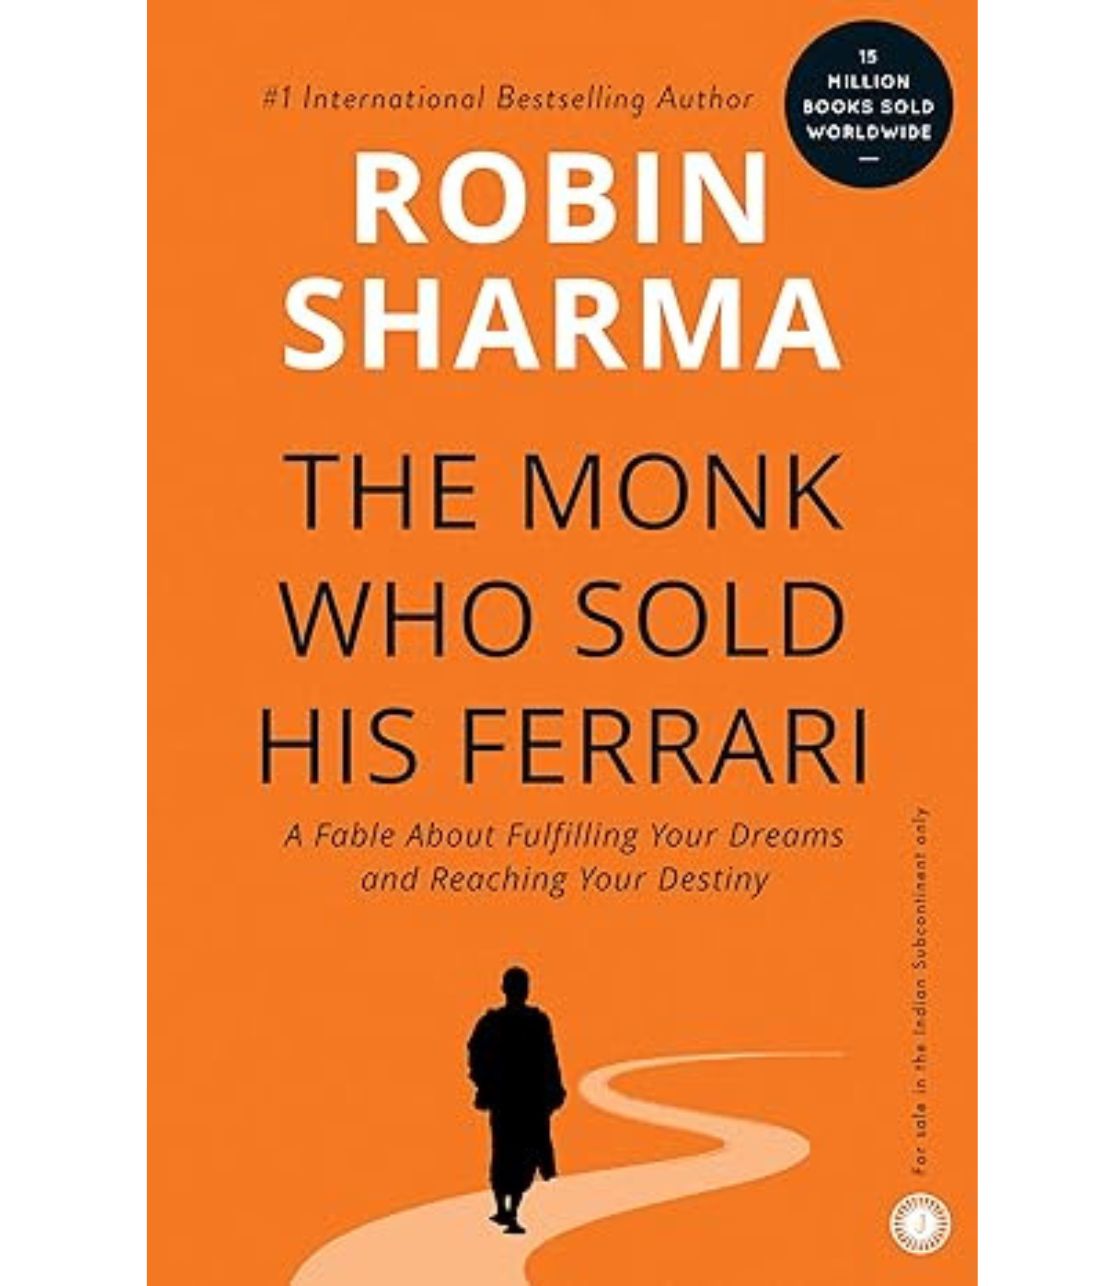 #1 International Bestselling Author
15
MILLION
BOOKS SOLD
WORLDWIDE
ROBIN
SHARMA
THE MONK
WHO SOLD
HIS FERRARI
A Fable About Fulfilling Your Dreams
and Reaching Your Destiny
For sale in the Indian Subcontinent only
J